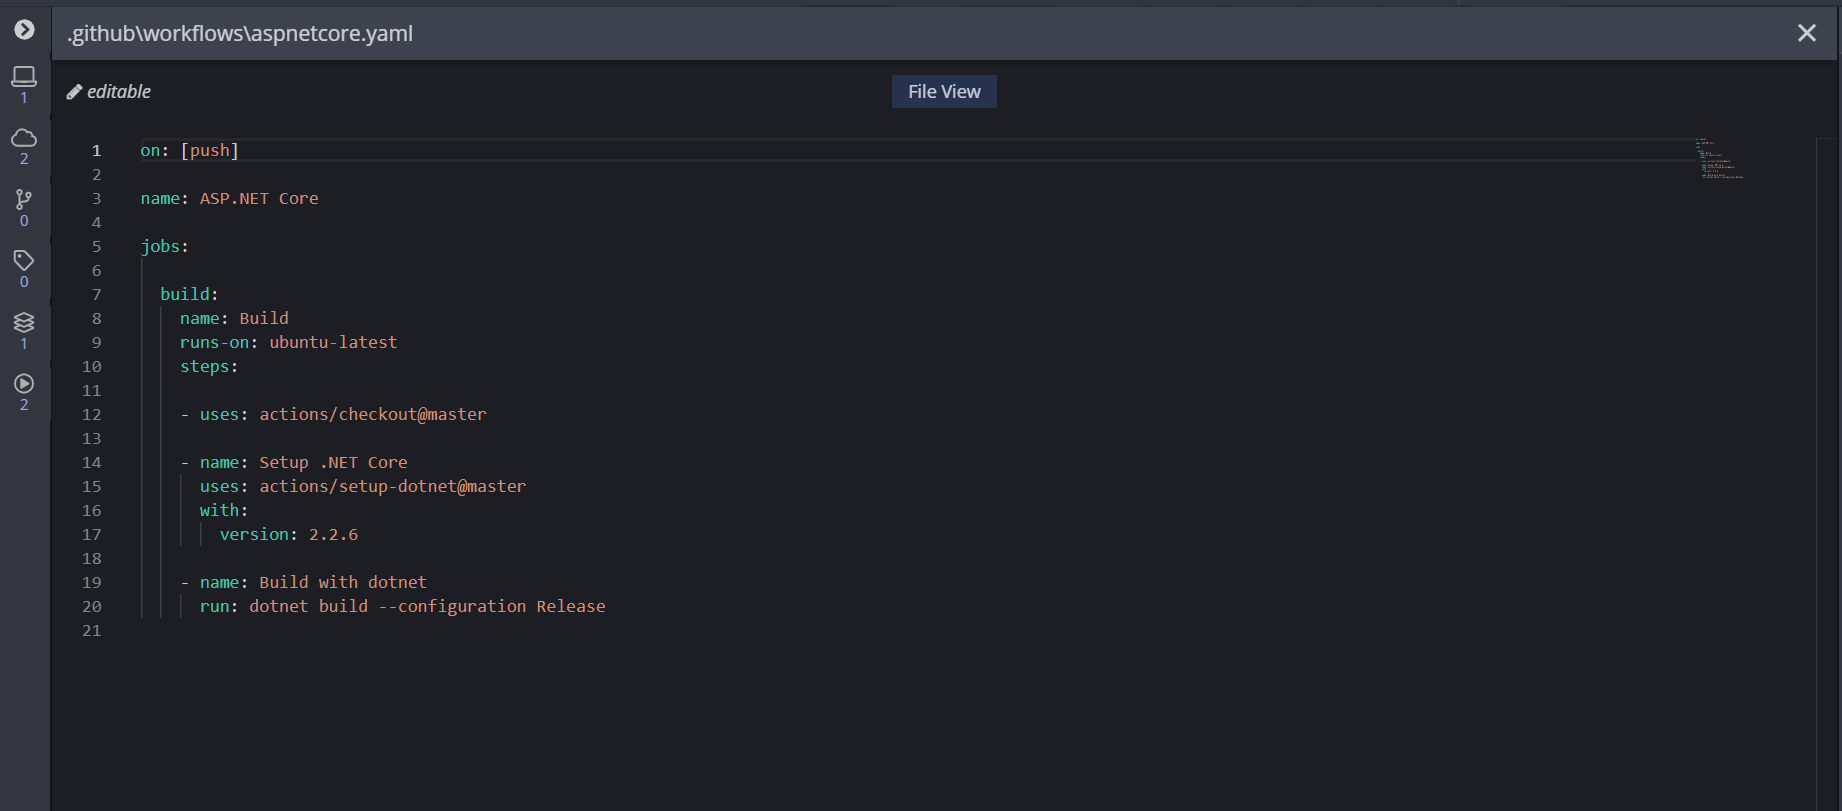 .github\workflows\aspnetcore.yaml
editable
File View
1
2
0
0
1
2
1 on: [push]
2
3 name: ASP.NET Core
4
5 jobs:
6
7   build:
8     name: Build
9     runs-on: ubuntu-latest
10     steps:
11
12     - uses: actions/checkout@master
13
14     - name: Setup .NET Core
15       uses: actions/setup-dotnet@master
16       with:
17         version: 2.2.6
18
19     - name: Build with dotnet
20       run: dotnet build --configuration Release
21